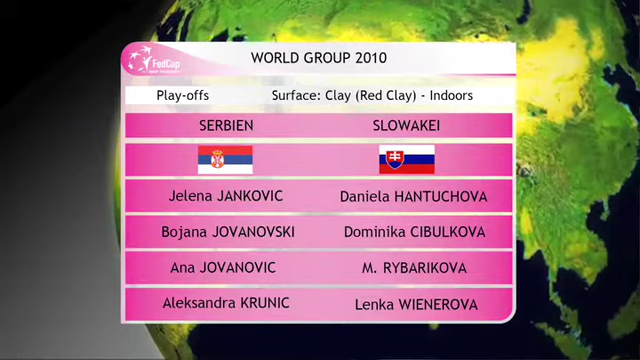 FedCup
WORLD GROUP 2010
Play-offs Surface: Clay (Red Clay) - Indoors
SERBIEN SLOWAKEI
Jelena JANKOVIC Daniela HANTUCHOVA
Bojana JOVANOVSKI Dominika CIBULKOVA
Ana JOVANOVIC M. RYBARIKOVA
Aleksandra KRUNIC Lenka WIENEROVA